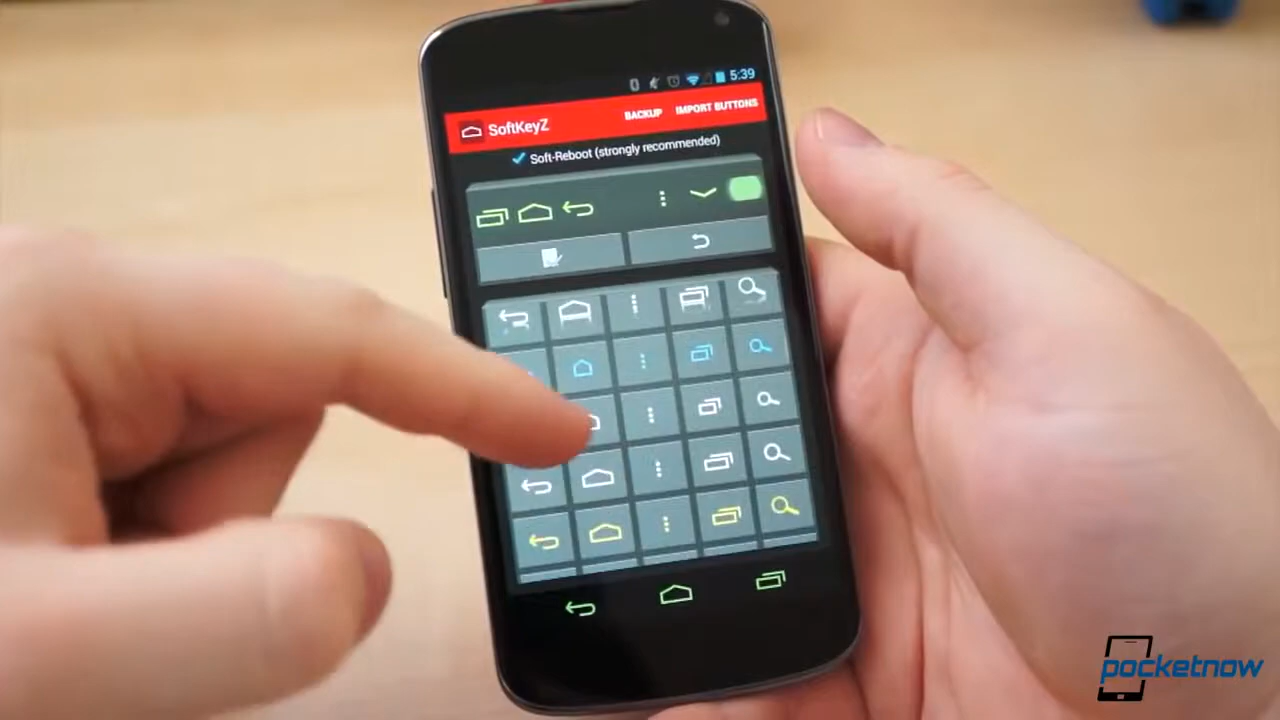 5:39
SoftKeyZ
BACKUP
IMPORT BUTTONS
Soft-Reboot (strongly recommended)
pocketnow